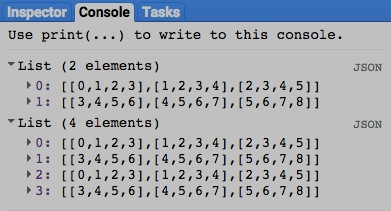 Inspector Console Tasks
Use print(...) to write to this console.
List (2 elements) JSON
0: [[0,1,2,3],[1,2,3,4],[2,3,4,5]]
1: [[3,4,5,6],[4,5,6,7],[5,6,7,8]]
List (4 elements) JSON
0: [[0,1,2,3],[1,2,3,4],[2,3,4,5]]
1: [[3,4,5,6],[4,5,6,7],[5,6,7,8]]
2: [[0,1,2,3],[1,2,3,4],[2,3,4,5]]
3: [[3,4,5,6],[4,5,6,7],[5,6,7,8]]